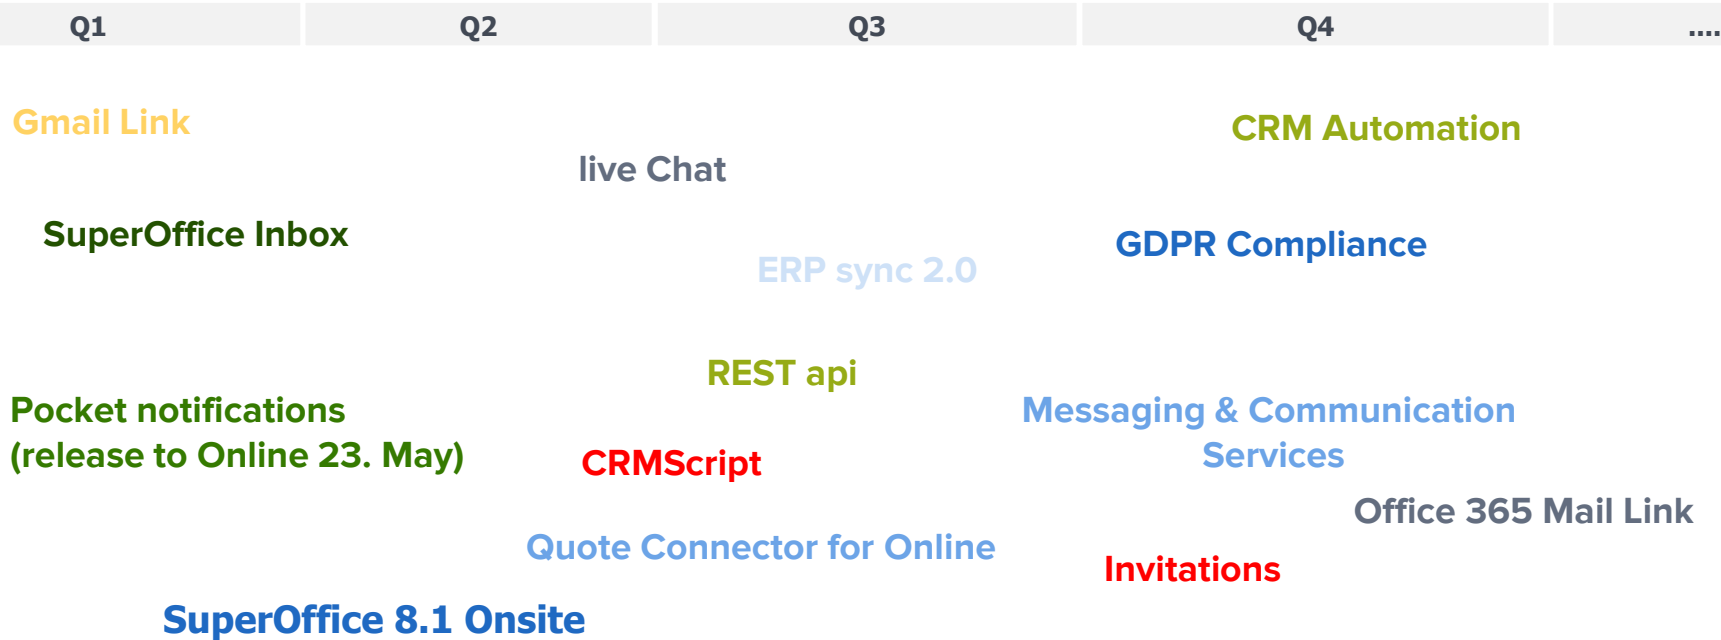 Q1
Q2
Q3
Q4
....
Gmail Link
CRM Automation
live Chat
SuperOffice Inbox
GDPR Compliance
ERP sync 2.0
REST api
Pocket notifications
(release to Online 23. May)
Messaging & Communication
Services
CRMScript
Office 365 Mail Link
Quote Connector for Online
Invitations
SuperOffice 8.1 Onsite